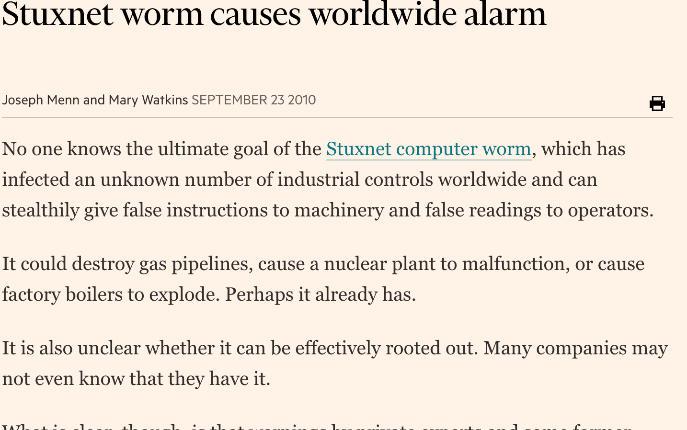 Stuxnet worm causes worldwide alarm
Joseph Menn and Mary Watkins SEPTEMBER 23 2010
No one knows the ultimate goal of the Stuxnet computer worm, which has
infected an unknown number of industrial controls worldwide and can
stealthily give false instructions to machinery and false readings to operators.
It could destroy gas pipelines, cause a nuclear plant to malfunction, or cause
factory boilers to explode. Perhaps it already has.
It is also unclear whether it can be effectively rooted out. Many companies may
not even know that they have it.
What is clear, though, is that warnings by private experts and some former